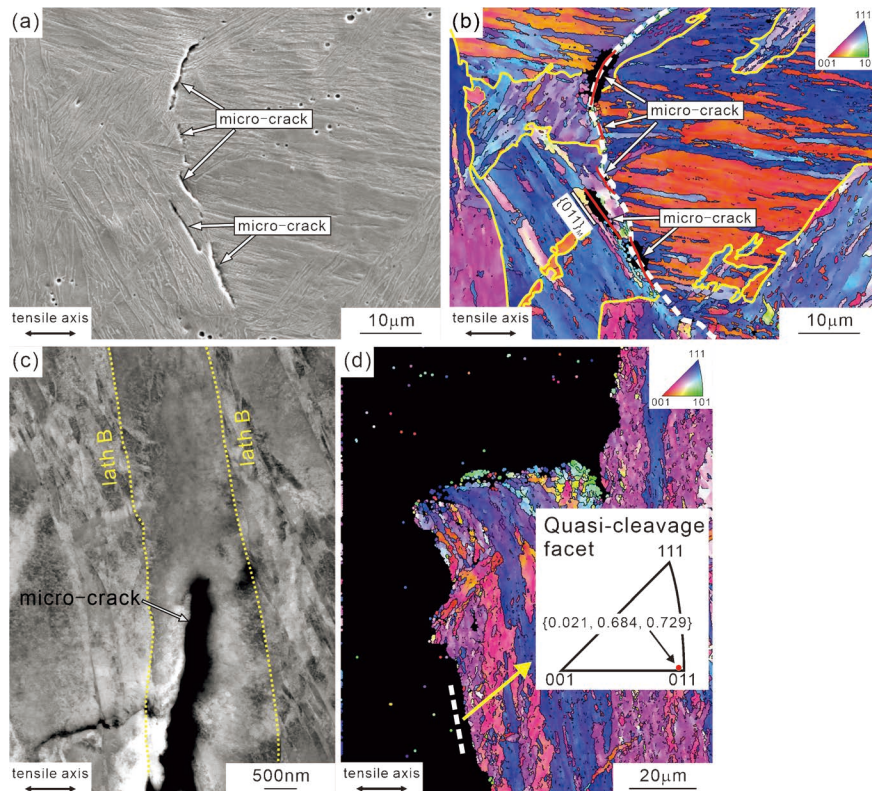 (a)
micro-crack
micro-crack
tensile axis
10μm
(b)
111
001
10
micro-crack
{011}M
micro-crack
tensile axis
10μm
(c)
lath B
lath B
micro-crack
tensile axis
500nm
(d)
111
001
101
Quasi-cleavage
facet
111
{0.021, 0.684, 0.729}
001
011
tensile axis
20μm